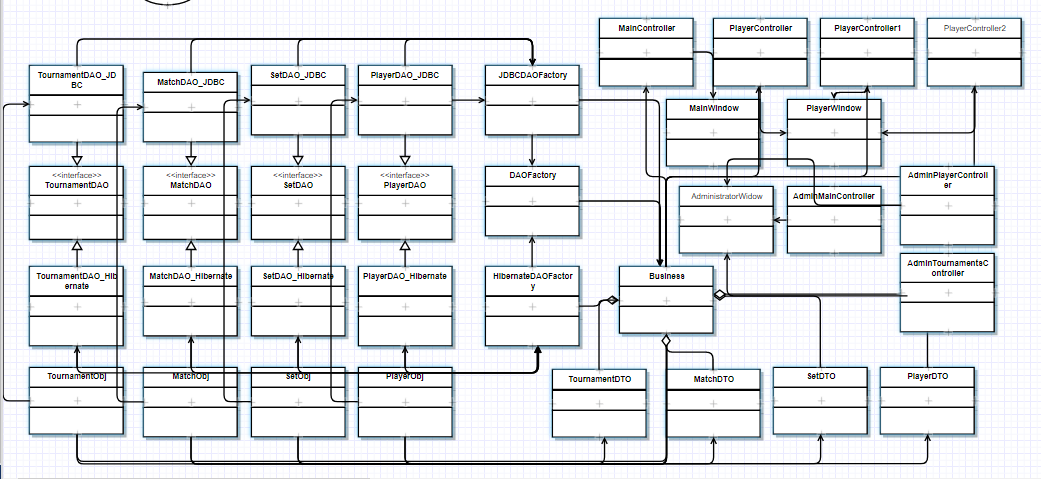 MainController
PlayerController
PlayerController1
PlayerController2
TournamentDAO_JD
BC
MatchDAO_JDBC
SetDAO_JDBC
PlayerDAO_JDBC
JDBCDAOFactory
MainWindow
PlayerWindow
<<interface>>
TournamentDAO
<<interface>>
MatchDAO
<<interface>>
SetDAO
<<interface>>
PlayerDAO
DAOFactory
AdministratorWidow
AdminMainController
AdminPlayerControll
er
TournamentDAO_Hib
ernate
MatchDAO_Hibernate
SetDAO_Hibernate
PlayerDAO_Hibernate
HibernateDAOFactor
y
Business
AdminTournamentsC
ontroller
TournamentObj
MatchObj
SetObj
PlayerObj
TournamentDTO
MatchDTO
SetDTO
PlayerDTO